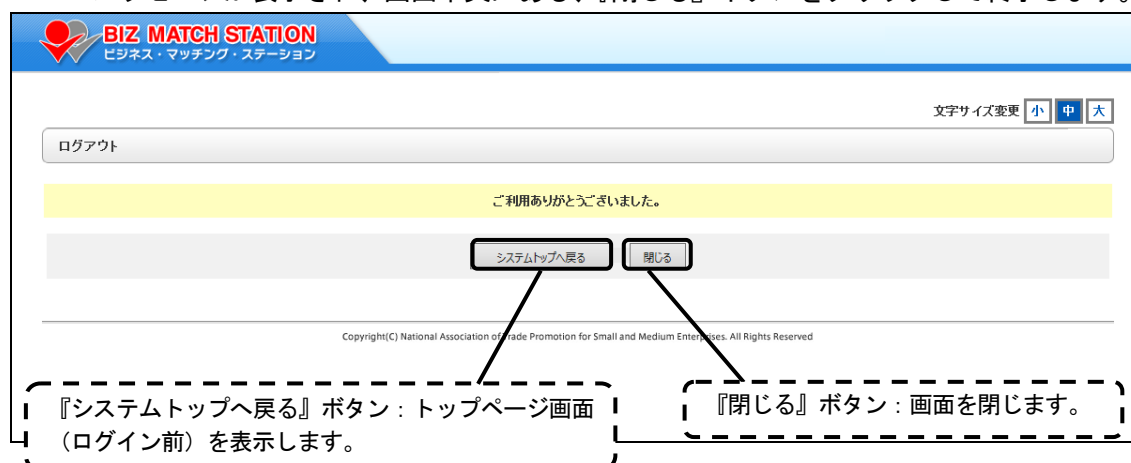 BIZ MATCH STATION
ビジネス・マッチング・ステーション
文字サイズ変更 小 中 大
ログアウト
ご利用ありがとうございました。
システムトップへ戻る 閉じる
Copyright(C) National Association of Trade Promotion for Small and Medium Enterprises. All Rights Reserved
『システムトップへ戻る』ボタン：トップページ画面
（ログイン前）を表示します。
『閉じる』ボタン：画面を閉じます。